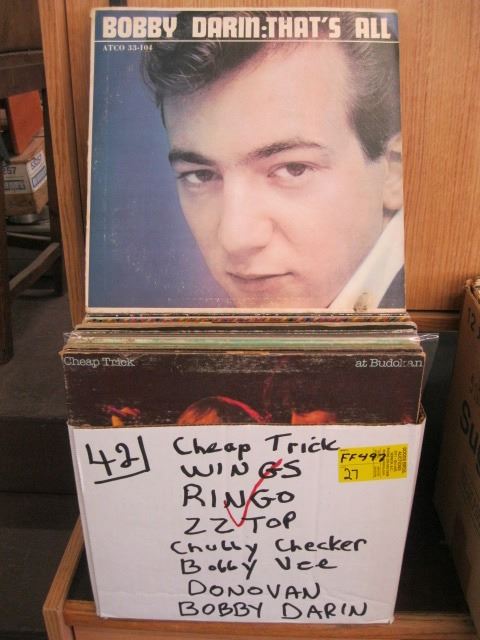 BOBBY DARIN: THAT'S ALL
ATCO 33-104
Cheap Trick at Budokan
42
Cheap Trick
WINGS
RINGO
ZZ TOP
Chubby Checker
Bobby Vee
DONOVAN
BOBBY DARIN
FF497
27